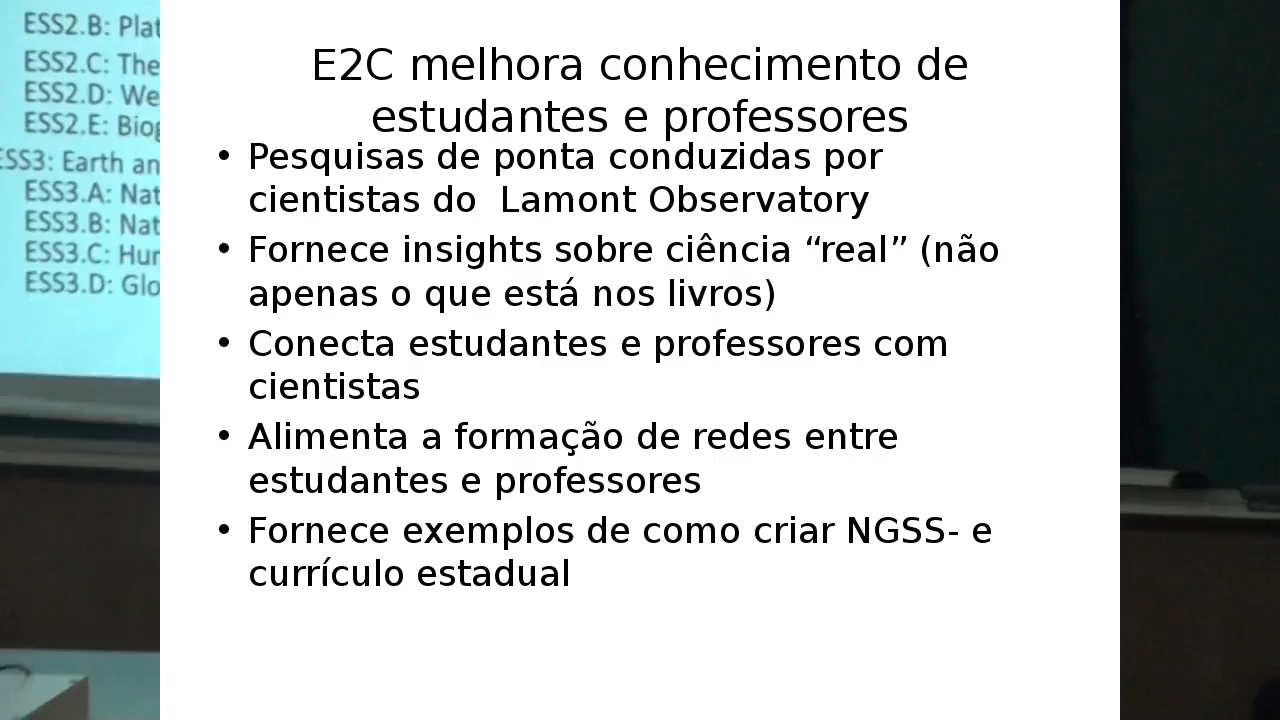 ESS2.B:
ESS2.C: The
ESS2.D: We
ESS2.E:
ESS3: Earth an
ESS3.A: Nat
ESS3.B: Nat
ESS3.C:
ESS3.D: Glo
E2C melhora conhecimento de
estudantes e professores
• Pesquisas de ponta conduzidas por
cientistas do  Lamont Observatory
• Fornece insights sobre ciência “real” (não
apenas o que está nos livros)
• Conecta estudantes e professores com
cientistas
• Alimenta a formação de redes entre
estudantes e professores
• Fornece exemplos de como criar NGSS- e
currículo estadual